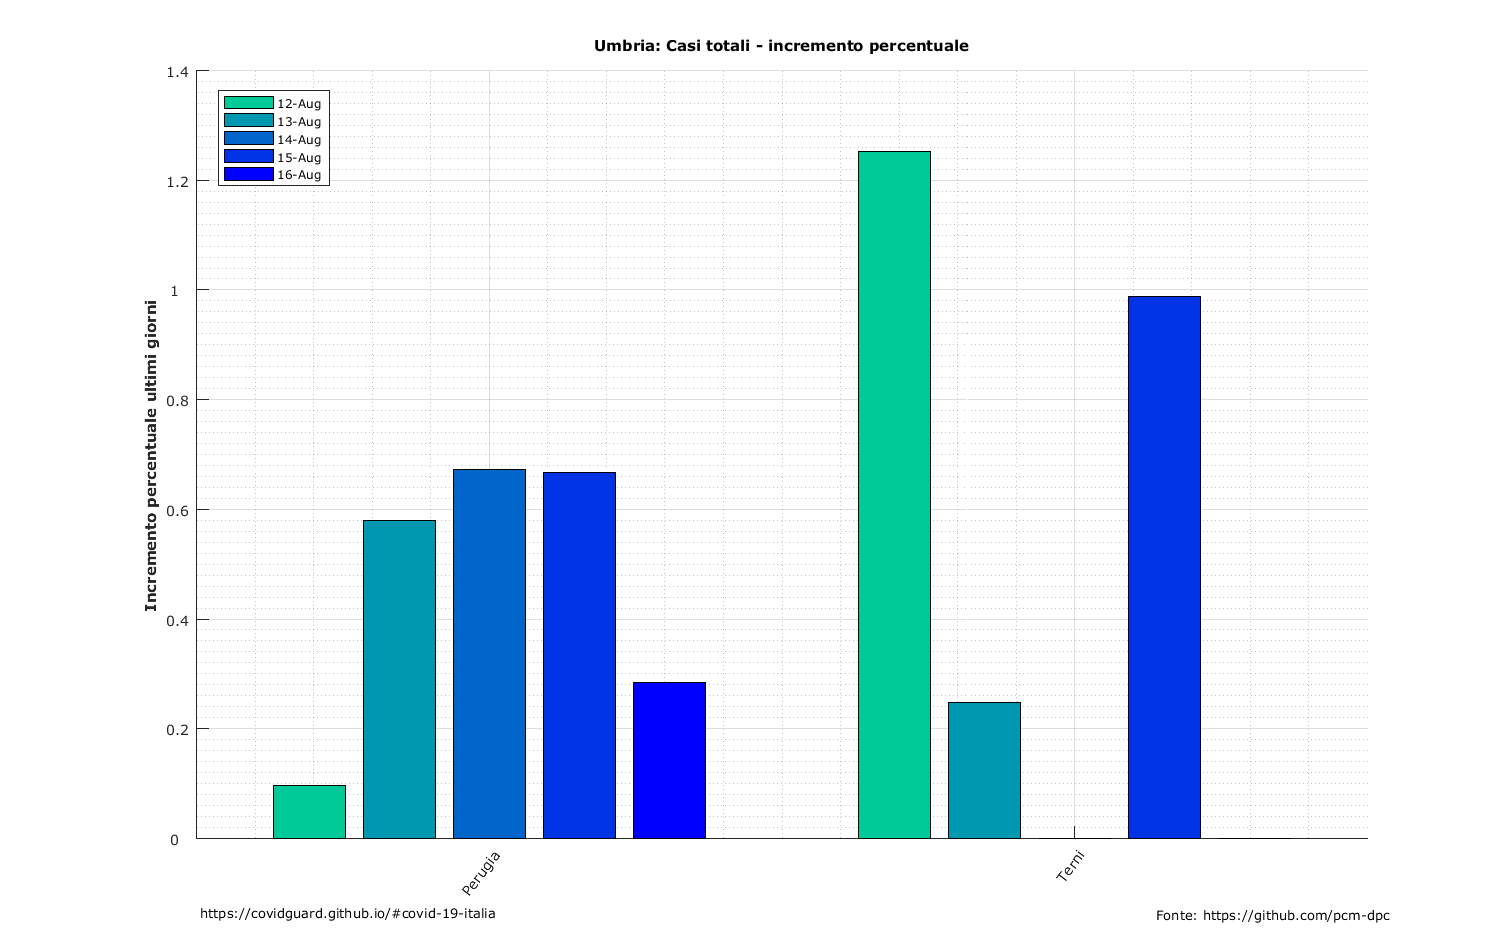 Umbria: Casi totali - incremento percentuale
1.4
1.2
1
0.8
0.6
0.4
0.2
0
Incremento percentuale ultimi giorni
12-Aug
13-Aug
14-Aug
15-Aug
16-Aug
Perugia
Terni
https://covidguard.github.io/#covid-19-italia
Fonte: https://github.com/pcm-dpc